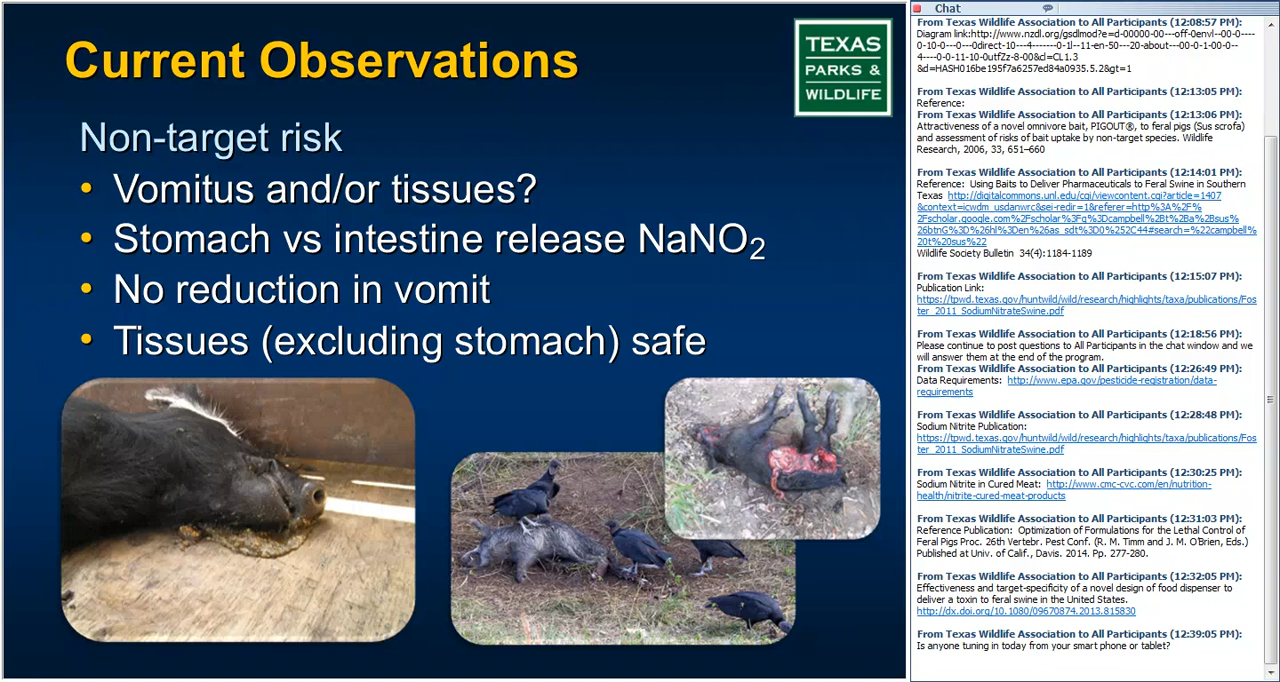 Current Observations
TEXAS
PARKS &
WILDLIFE
Non-target risk
• Vomitus and/or tissues?
• Stomach vs intestine release NaNO2
• No reduction in vomit
• Tissues (excluding stomach) safe
Chat
From Texas Wildlife Association to All Participants (12:08:57 PM):
Diagram link:http://www.nzdl.org/gsdlmod?e=d-00000-00---off-0envl--00-0----
0-10-0---0---0direct-10---4-------0-1l--11-en-50---20-about---00-0-1-00-0--
4----0-0-11-10-0utfZz-8-00&cl=CL1.3
&d=HASH016be195f7a6257ed84a0935.5.2&gt=1
From Texas Wildlife Association to All Participants (12:13:05 PM):
Reference:
From Texas Wildlife Association to All Participants (12:13:06 PM):
Attractiveness of a novel omnivore bait, PIGOUT®, to feral pigs (Sus scrofa)
and assessment of risks of bait uptake by non-target species. Wildlife
Research, 2006, 33, 651–660
From Texas Wildlife Association to All Participants (12:14:01 PM):
Reference: Using Baits to Deliver Pharmaceuticals to Feral Swine in Southern
Texas http://digitalcommons.unl.edu/cgi/viewcontent.cgi?article=1407
&context=icwdm_usdanwrc&sei-redir=1&referer=http%3A%2F%
2Fscholar.google.com%2Fscholar%3Fq%3Dcampbell%2Bt%2Ba%2Bsus%
26btnG%3D%26hl%3Den%26as_sdt%3D0%252C44#search=%22campbell%
20t%20sus%22
Wildlife Society Bulletin 34(4):1184-1189
From Texas Wildlife Association to All Participants (12:15:07 PM):
Publication Link:
https://tpwd.texas.gov/huntwild/wild/research/highlights/taxa/publications/Fos
ter_2011_SodiumNitrateSwine.pdf
From Texas Wildlife Association to All Participants (12:18:56 PM):
Please continue to post questions to All Participants in the chat window and we
will answer them at the end of the program.
From Texas Wildlife Association to All Participants (12:26:49 PM):
Data Requirements: http://www.epa.gov/pesticide-registration/data-
requirements
From Texas Wildlife Association to All Participants (12:28:48 PM):
Sodium Nitrite Publication:
https://tpwd.texas.gov/huntwild/wild/research/highlights/taxa/publications/Fos
ter_2011_SodiumNitrateSwine.pdf
From Texas Wildlife Association to All Participants (12:30:25 PM):
Sodium Nitrite in Cured Meat: http://www.cmc-cvc.com/en/nutrition-
health/nitrite-cured-meat-products
From Texas Wildlife Association to All Participants (12:31:03 PM):
Reference Publication: Optimization of Formulations for the Lethal Control of
Feral Pigs Proc. 26th Vertebr. Pest Conf. (R. M. Timm and J. M. O'Brien, Eds.)
Published at Univ. of Calif., Davis. 2014. Pp. 277-280.
From Texas Wildlife Association to All Participants (12:32:05 PM):
Effectiveness and target-specificity of a novel design of food dispenser to
deliver a toxin to feral swine in the United States.
http://dx.doi.org/10.1080/09670874.2013.815830
From Texas Wildlife Association to All Participants (12:39:05 PM):
Is anyone tuning in today from your smart phone or tablet?